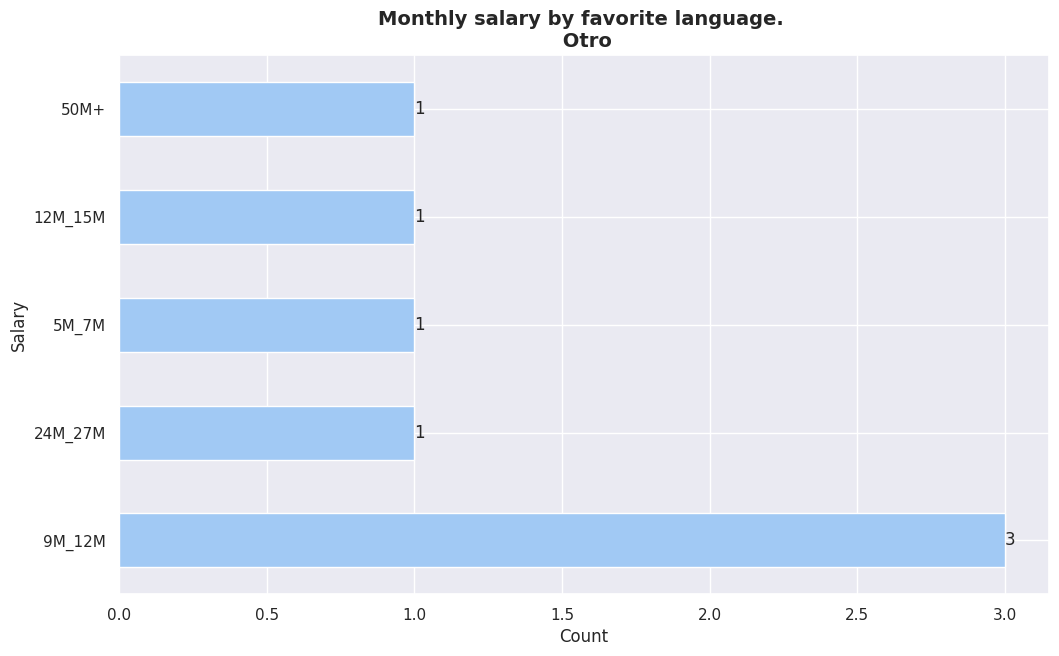 Monthly salary by favorite language.
Otro
50M+
1
12M_15M
1
5M_7M
1
24M_27M
1
9M_12M
3
Salary
0.0 0.5 1.0 1.5 2.0 2.5 3.0
Count